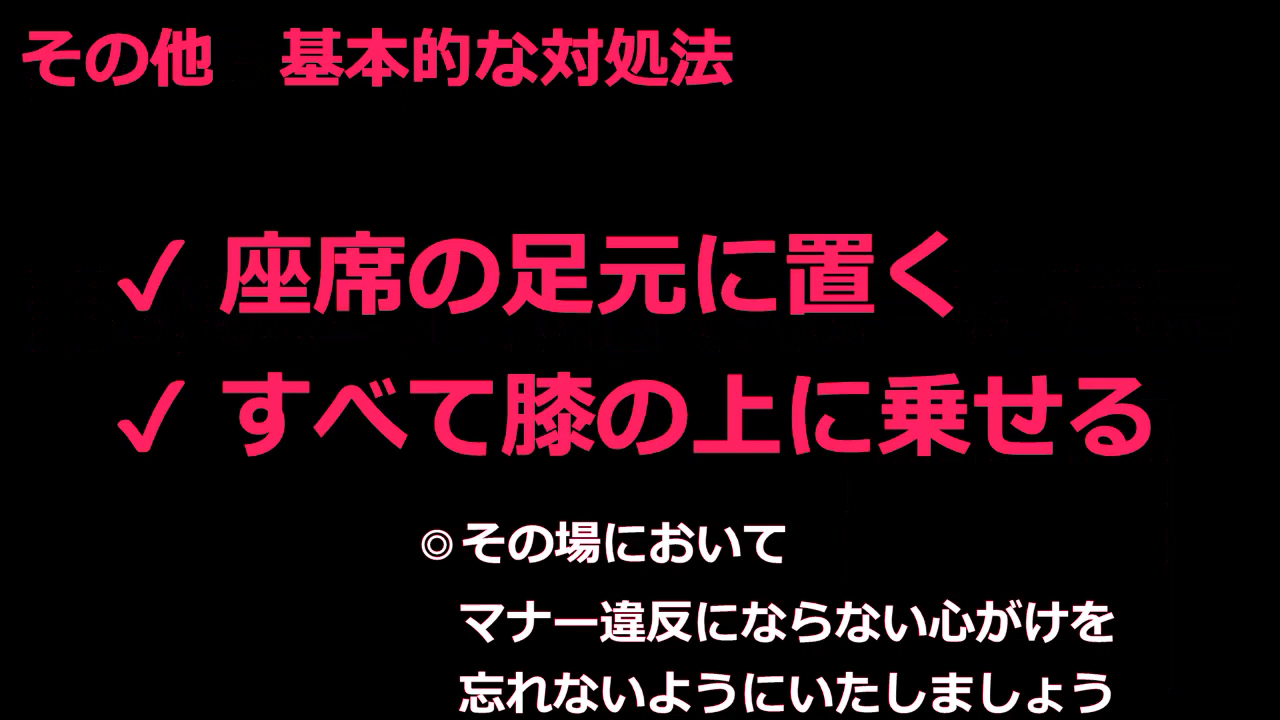 その他　基本的な対処法
✓ 座席の足元に置く
✓ すべて膝の上に乗せる
◎その場において
マナー違反にならない心がけを
忘れないようにいたしましょう